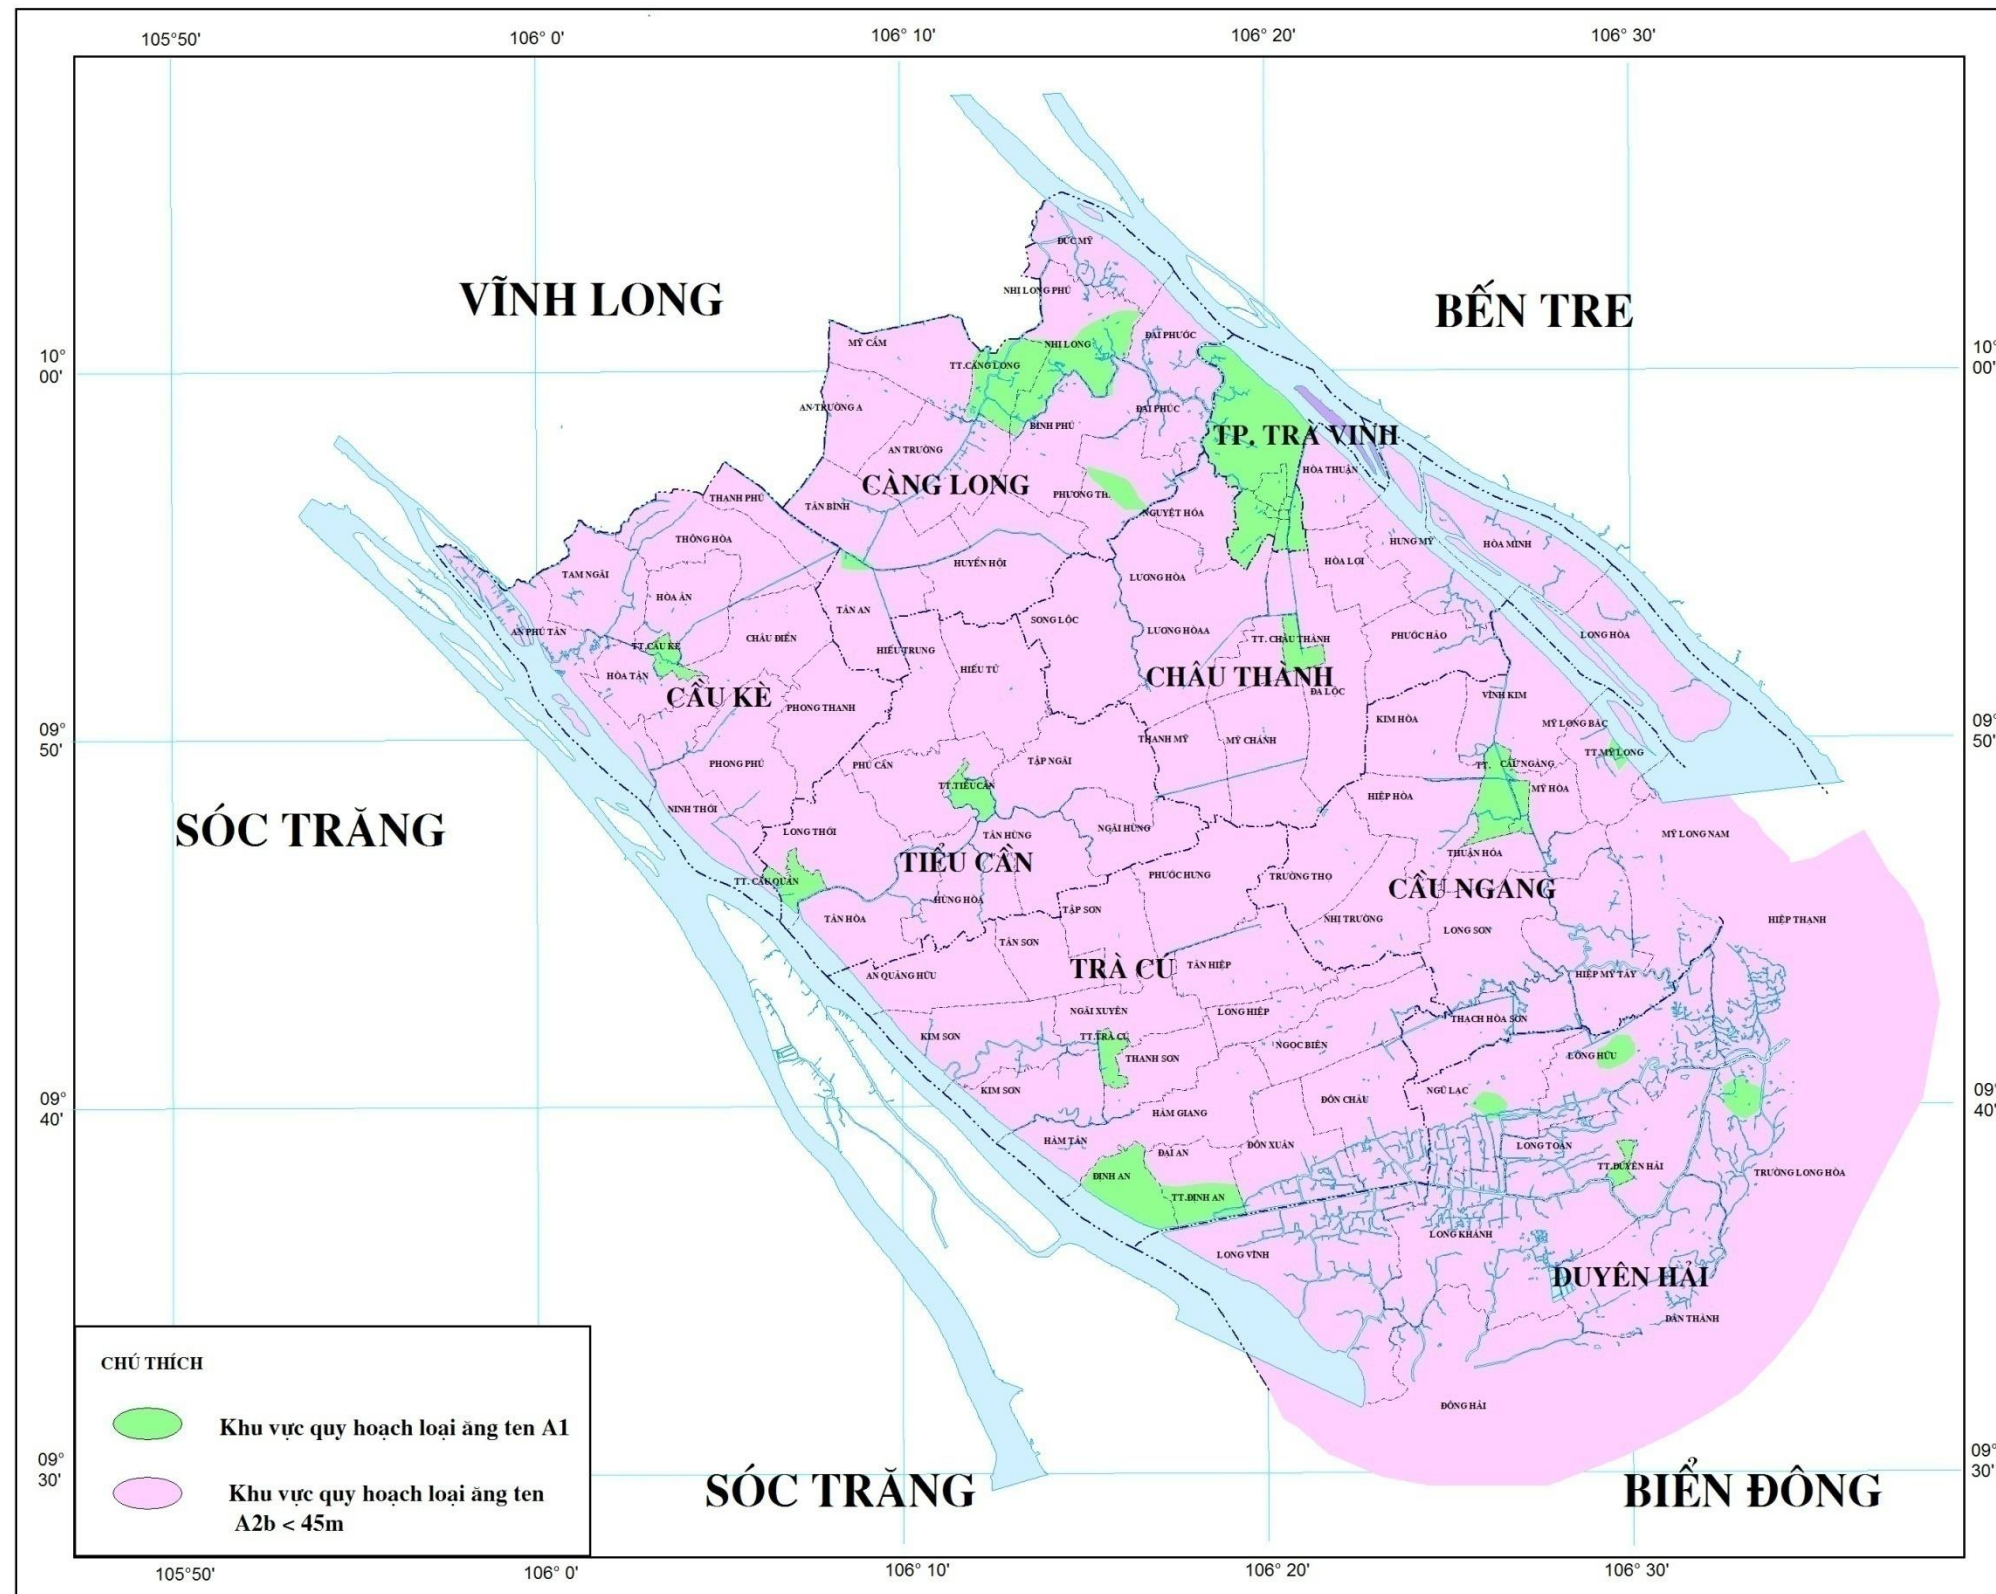 105°50'
106° 0'
106° 10'
106° 20'
106° 30'
ĐỨC MỸ
VĨNH LONG
NHỊ LONG PHÚ
BẾN TRE
ĐẠI PHƯỚC
MỸ CẨM
NHỊ LONG
10°
00'
10°
00'
TT.CÀNG LONG
AN TRƯỜNG A
ĐẠI PHÚC
BÌNH PHÚ
TP. TRÀ VINH
AN TRƯỜNG
HÒA THUẬN
CÀNG LONG
PHƯƠNG TH.
THẠNH PHÚ
TÂN BÌNH
NGUYỆT HÓA
THÔNG HÒA
HƯNG MỸ
HÒA MINH
HUYỀN HỘI
HÒA LỢI
TAM NGÃI
LƯƠNG HÒA
HÒA ÂN
TÂN AN
SONG LỘC
AN PHÚ TÂN
CHÂU ĐIỀN
LƯƠNG HÒAA
TT. CHÂU THÀNH
PHƯỚC HẢO
LONG HÒA
TT.CẦU KÈ
HIẾU TRUNG
HIẾU TỬ
HÒA TÂN
CHÂU THÀNH
CẦU KÈ
ĐA LỘC
VĨNH KIM
PHONG THẠNH
KIM HÒA
MỸ LONG BẮC
09°
50'
09°
50'
THANH MỸ
MỸ CHÁNH
TT.MỸ LONG
PHONG PHÚ
PHÚ CẦN
TẬP NGÃI
TT. CẦU NGANG
TT.TIỂU CẦN
MỸ HÒA
HIỆP HÒA
NINH THỚI
SÓC TRĂNG
LONG THỚI
TÂN HÙNG
NGÃI HÙNG
MỸ LONG NAM
THUẬN HÒA
TIỂU CẦN
PHƯỚC HƯNG
TRƯỜNG THỌ
CẦU NGANG
TT. CẦU QUAN
HÙNG HÒA
TẬP SƠN
TÂN HÒA
NHỊ TRƯỜNG
HIỆP THẠNH
LONG SƠN
TÂN SƠN
TRÀ CÚ
TÂN HIỆP
AN QUẢNG HỮU
HIỆP MỸ TÂY
NGÃI XUYÊN
LONG HIỆP
THẠCH HÒA SƠN
KIM SƠN
TT.TRÀ CÚ
NGỌC BIÊN
THANH SƠN
LONG HỮU
KIM SƠN
NGŨ LẠC
09°
40'
09°
40'
ĐÔN CHÂU
HÀM GIANG
HÀM TÂN
ĐÔN XUÂN
LONG TOÀN
ĐẠI AN
TT.DUYÊN HẢI
TRƯỜNG LONG HÒA
ĐỊNH AN
TT.ĐỊNH AN
LONG KHÁNH
LONG VĨNH
DUYÊN HẢI
DÂN THÀNH
ĐÔNG HẢI
CHÚ THÍCH
Khu vực quy hoạch loại ăng ten A1
Khu vực quy hoạch loại ăng ten
A2b < 45m
09°
30'
09°
30'
SÓC TRĂNG
BIỂN ĐÔNG
105°50'
106° 0'
106° 10'
106° 20'
106° 30'